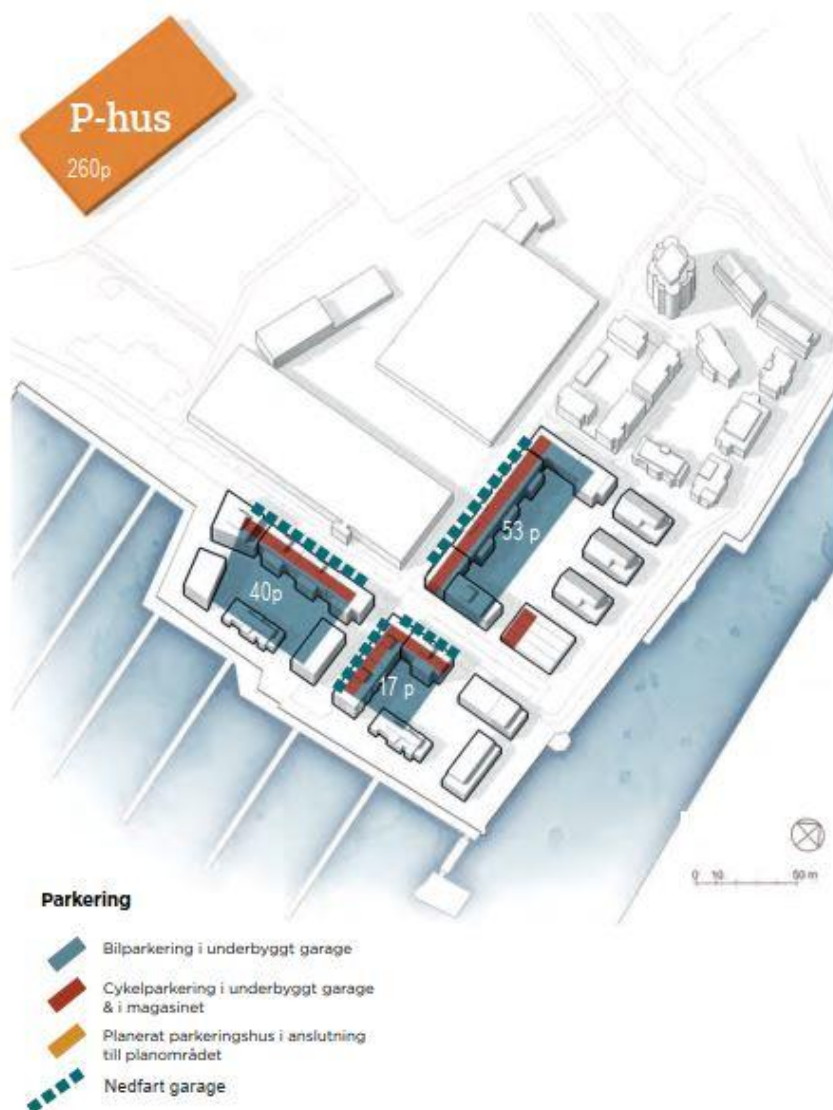 P-hus
260p
53 p
40p
17 p
0 10 50 m
Parkering
Bilparkering i underbyggt garage
Cykelparkering i underbyggt garage
& i magasinet
Planerat parkeringshus i anslutning
till planområdet
Nedfart garage